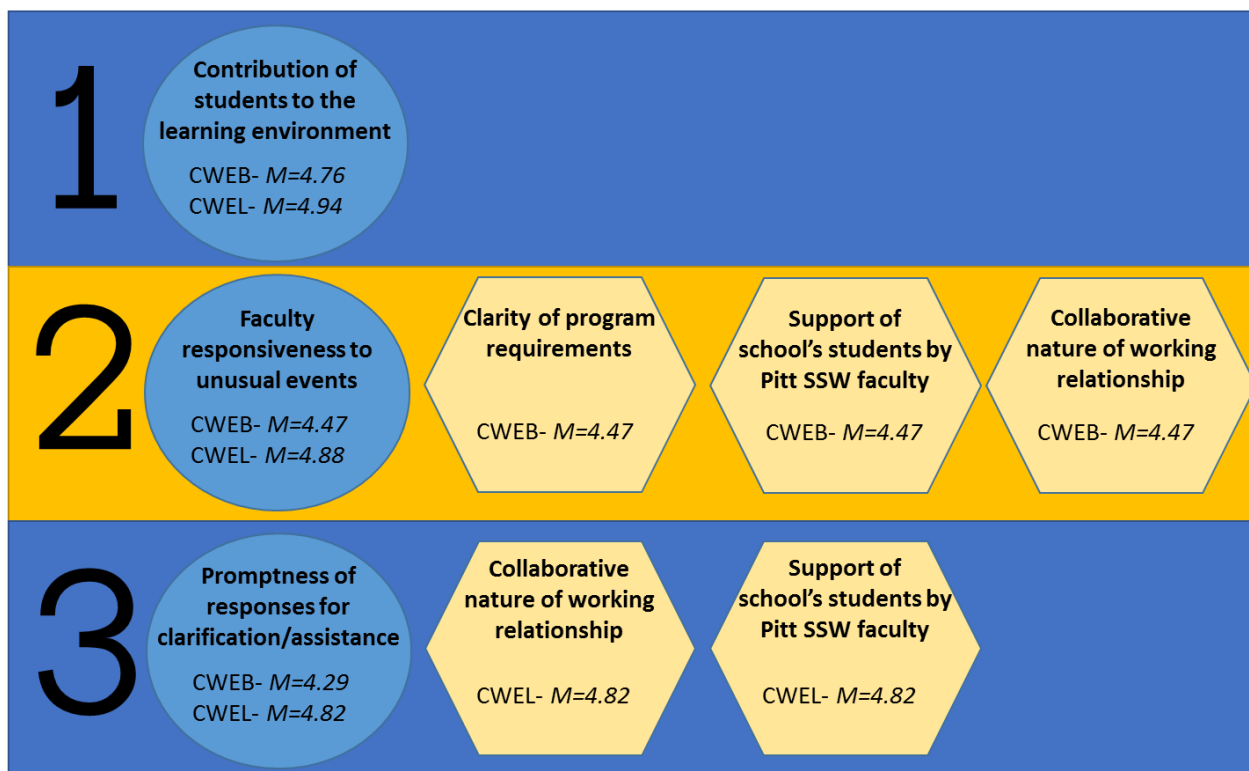 1
Contribution of
students to the
learning environment
CWEB- M=4.76
CWEL- M=4.94
2
Faculty
responsiveness to
unusual events
CWEB- M=4.47
CWEL- M=4.88
Clarity of program
requirements
CWEB- M=4.47
Support of
school's students by
Pitt SSW faculty
CWEB- M=4.47
Collaborative
nature of working
relationship
CWEB- M=4.47
3
Promptness of
responses for
clarification/assistance
CWEB- M=4.29
CWEL- M=4.82
Collaborative
nature of working
relationship
CWEL- M=4.82
Support of
school's students by
Pitt SSW faculty
CWEL- M=4.82